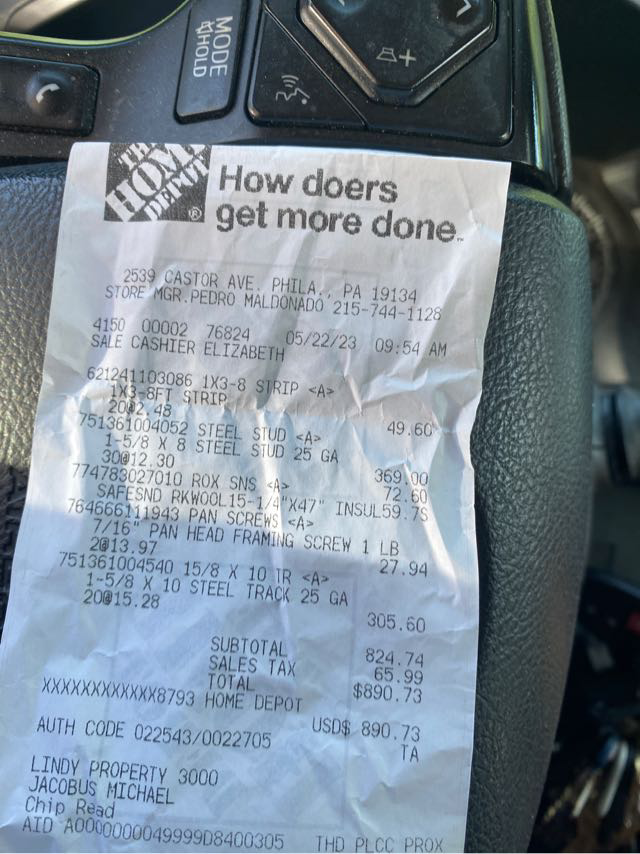 MODE
HOLD
THE
HOME
DEPOT
How doers
get more done™
2539 CASTOR AVE. PHILA., PA 19134
STORE MGR.PEDRO MALDONADO 215-744-1128
4150 00002 76824 05/22/23 09:54 AM
SALE CASHIER ELIZABETH
621241103086 1X3-8 STRIP <A>
1X3-8FT STRIP
20@2.48 49.60
751361004052 STEEL STUD <A>
1-5/8 X 8 STEEL STUD 25 GA
30@12.30 369.00
774783027010 ROX SNS <A> 72.60
SAFESND RKWOOL15-1/4"X47" INSUL59.7S
764666111943 PAN SCREWS <A>
7/16" PAN HEAD FRAMING SCREW 1 LB
2@13.97 27.94
751361004540 15/8 X 10 TR <A>
1-5/8 X 10 STEEL TRACK 25 GA
20@15.28 305.60
SUBTOTAL 824.74
SALES TAX 65.99
TOTAL $890.73
XXXXXXXXXXXX8793 HOME DEPOT
USD$ 890.73
AUTH CODE 022543/0022705 TA
LINDY PROPERTY 3000
JACOBUS MICHAEL
Chip Read
AID A0000000049999D8400305 THD PLCC PROX